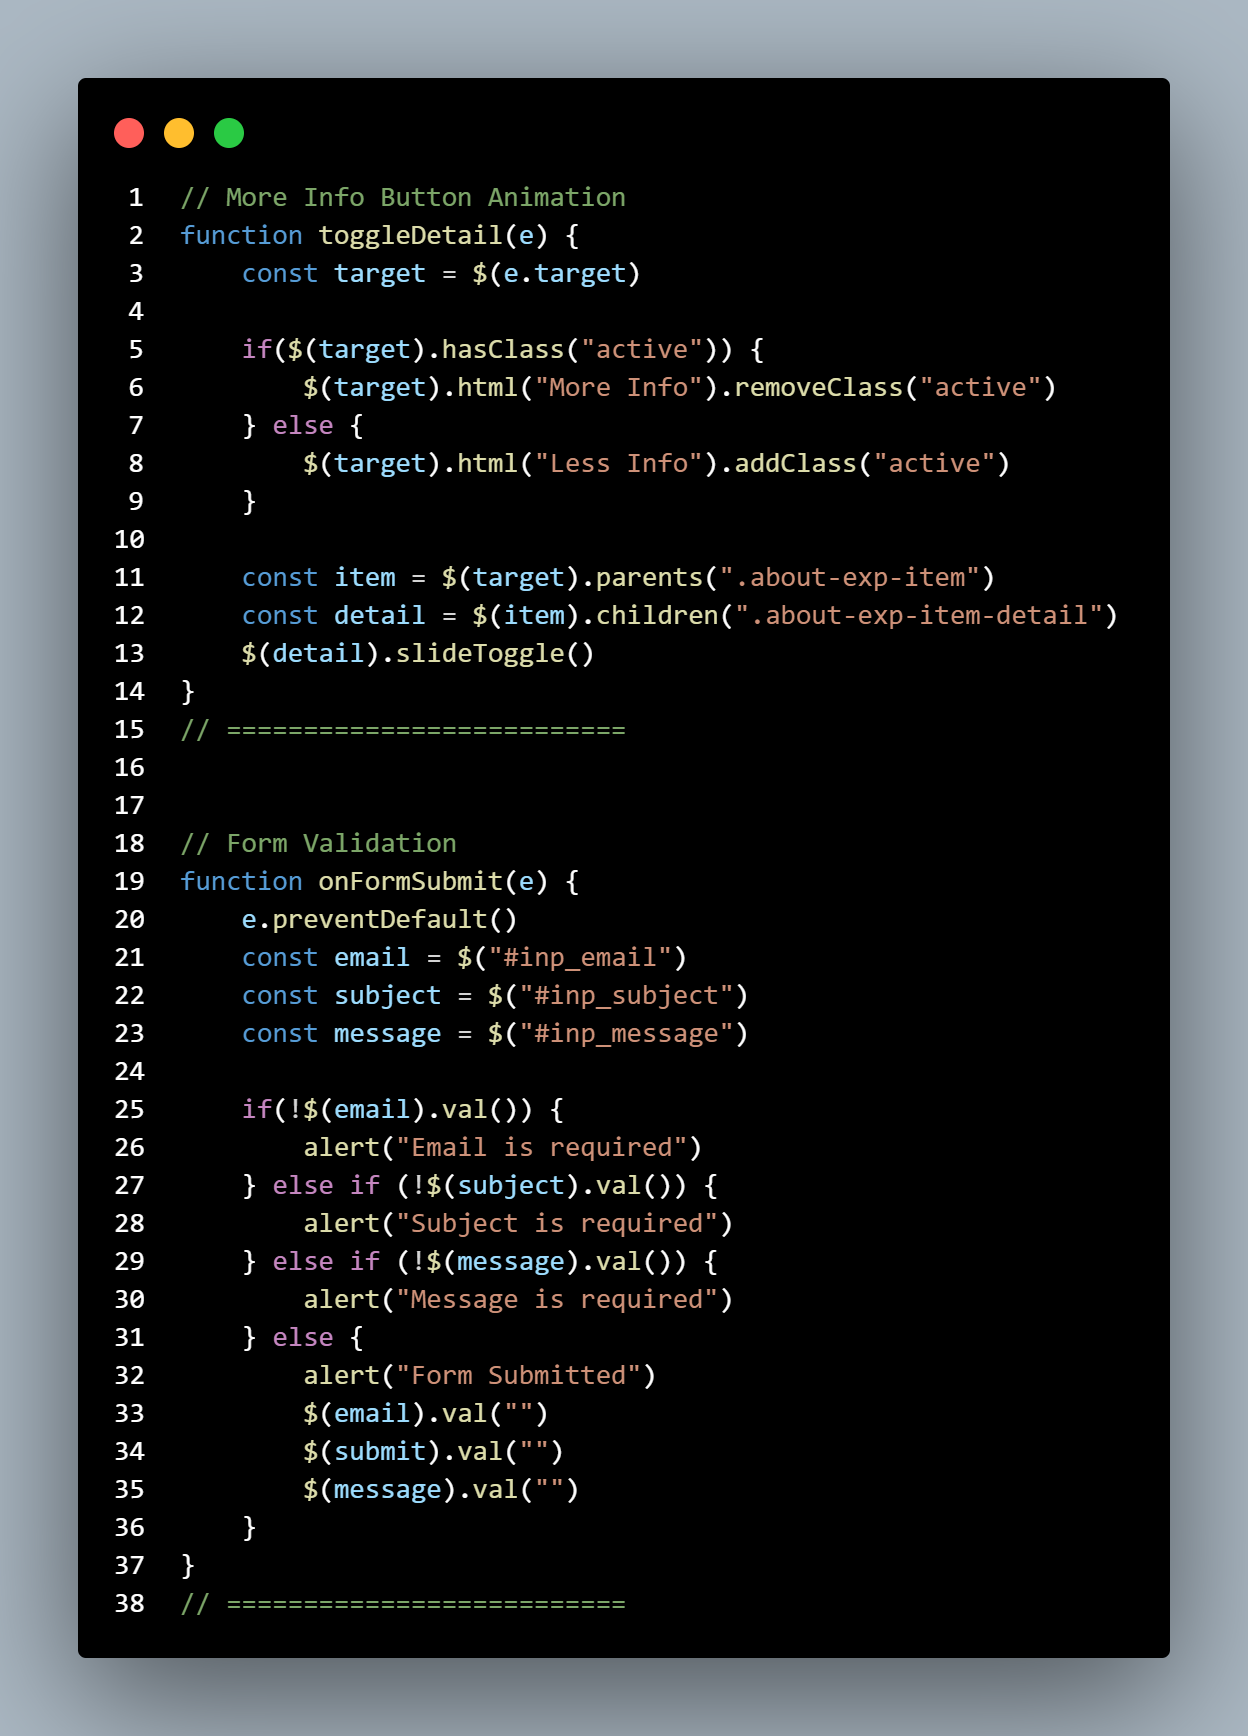 1 // More Info Button Animation
2 function toggleDetail(e) {
3     const target = $(e.target)
4
5     if($(target).hasClass("active")) {
6         $(target).html("More Info").removeClass("active")
7     } else {
8         $(target).html("Less Info").addClass("active")
9     }
10
11     const item = $(target).parents(".about-exp-item")
12     const detail = $(item).children(".about-exp-item-detail")
13     $(detail).slideToggle()
14 }
15 // ==========================
16
17
18 // Form Validation
19 function onFormSubmit(e) {
20     e.preventDefault()
21     const email = $("#inp_email")
22     const subject = $("#inp_subject")
23     const message = $("#inp_message")
24
25     if(!$(email).val()) {
26         alert("Email is required")
27     } else if (!$(subject).val()) {
28         alert("Subject is required")
29     } else if (!$(message).val()) {
30         alert("Message is required")
31     } else {
32         alert("Form Submitted")
33         $(email).val("")
34         $(submit).val("")
35         $(message).val("")
36     }
37 }
38 // ==========================